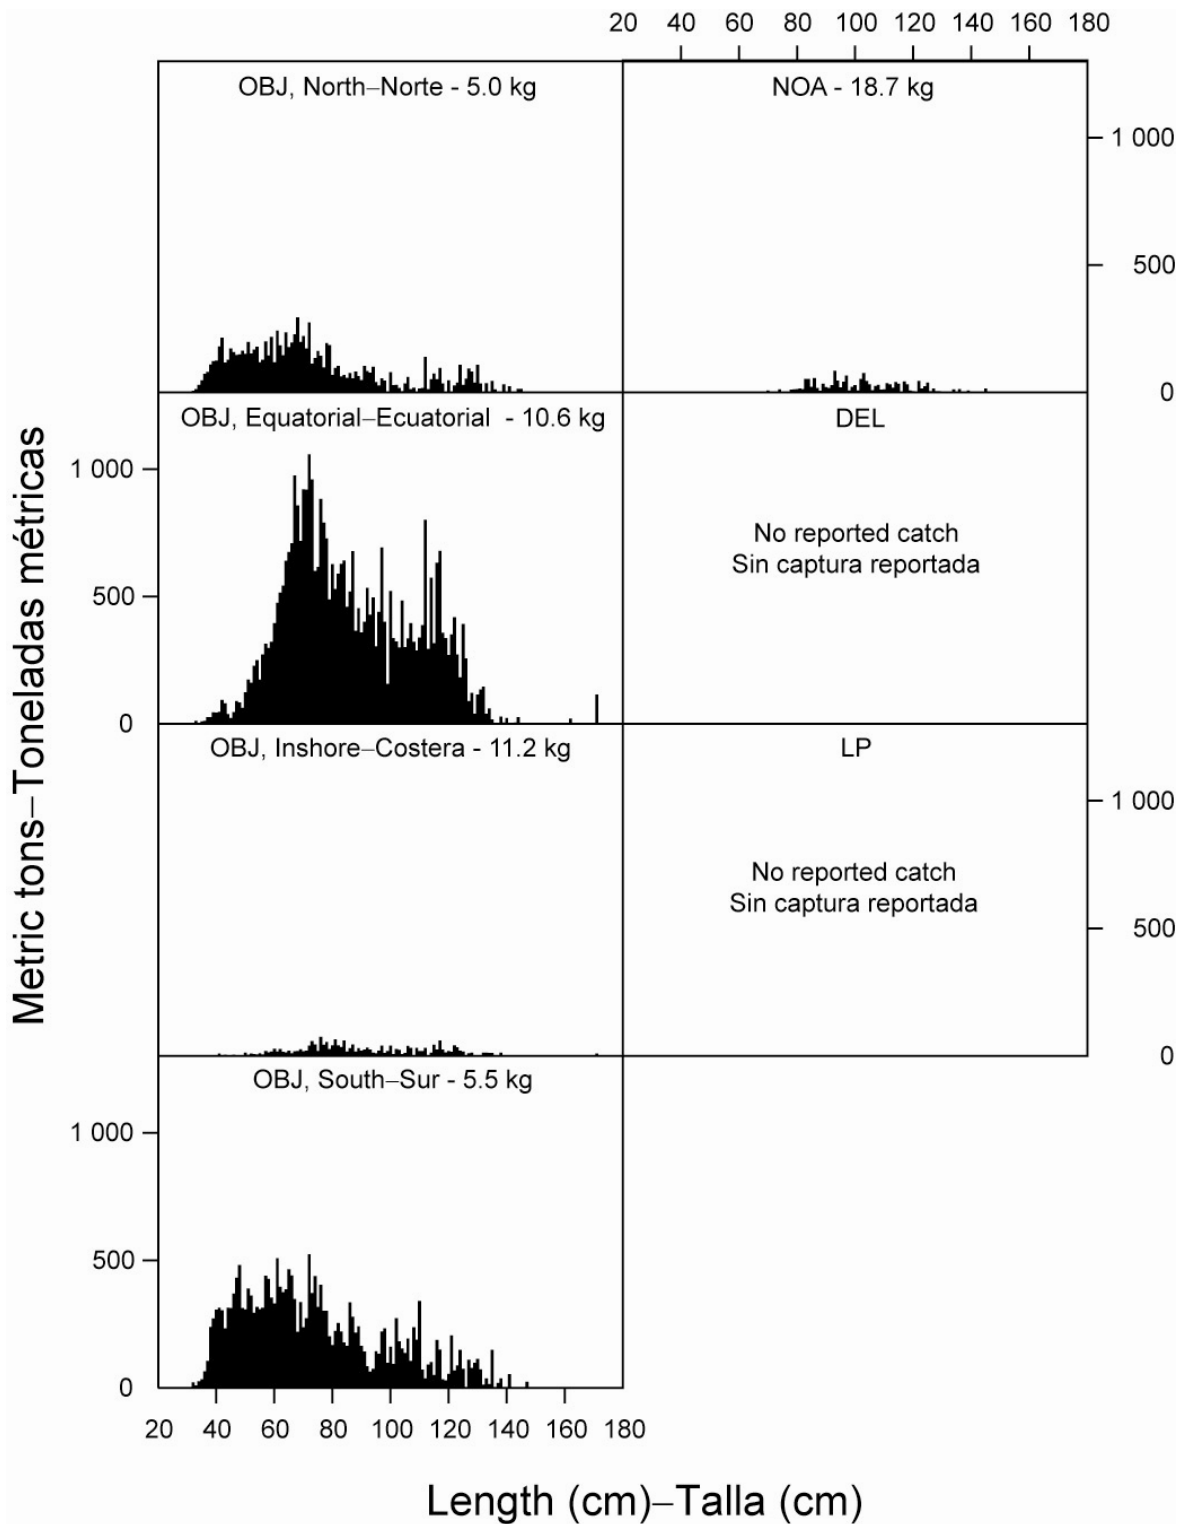 20 40 60 80 100 120 140 160 180
OBJ, North–Norte - 5.0 kg
NOA - 18.7 kg
1 000
500
0
OBJ, Equatorial–Ecuatorial - 10.6 kg
DEL
1 000
500
0
No reported catch
Sin captura reportada
OBJ, Inshore–Costera - 11.2 kg
LP
1 000
500
0
No reported catch
Sin captura reportada
OBJ, South–Sur - 5.5 kg
1 000
500
0
20 40 60 80 100 120 140 160 180
Metric tons–Toneladas métricas
Length (cm)–Talla (cm)